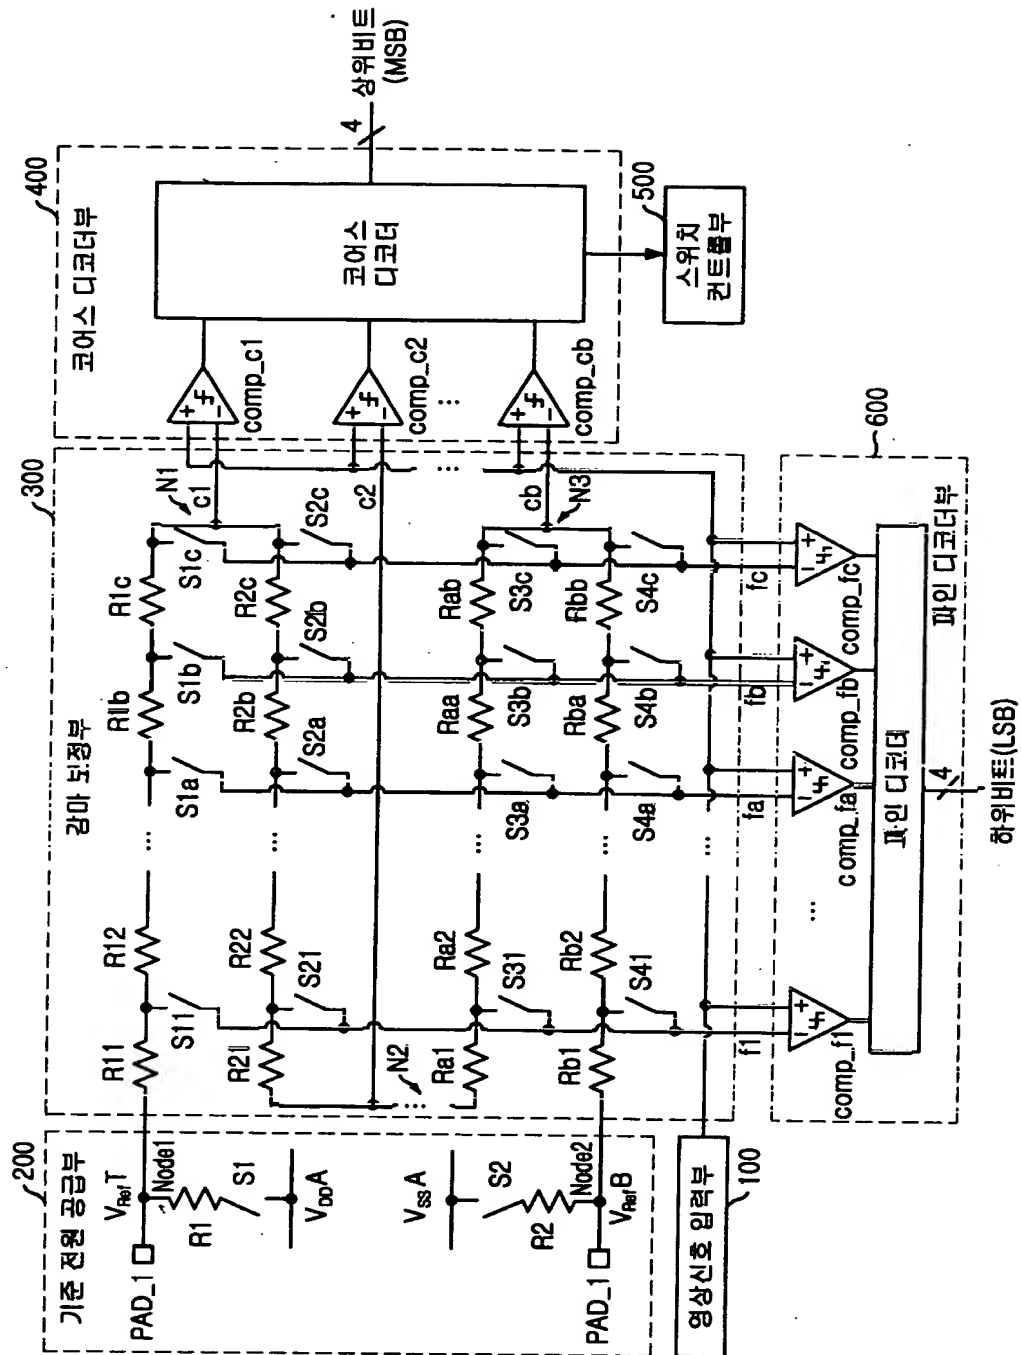 기준 전원 공급부
200
PAD_1
VRefT
Node1
R1
S1
VDDA
VSSA
S2
R2
Node2
VRefB
PAD_1
영상신호 입력부
100
감마 보정부
300
R11
R12
R1b
R1c
S11
S1a
S1b
S1c
N1
c1
R21
R22
R2b
R2c
S21
S2a
S2b
S2c
c2
N2
...
Ra1
Ra2
Raa
Rab
S31
S3a
S3b
S3c
cb
N3
Rb1
Rb2
Rba
Rbb
S41
S4a
S4b
S4c
f1
fa
fb
fc
코어스 디코더부
400
comp_c1
comp_c2
...
comp_cb
코어스
디코더
4
상위비트
(MSB)
스위치
컨트롤부
500
600
comp_f1
...
comp_fa
comp_fb
comp_fc
파인 디코더
파인 디코더부
4
하위비트(LSB)